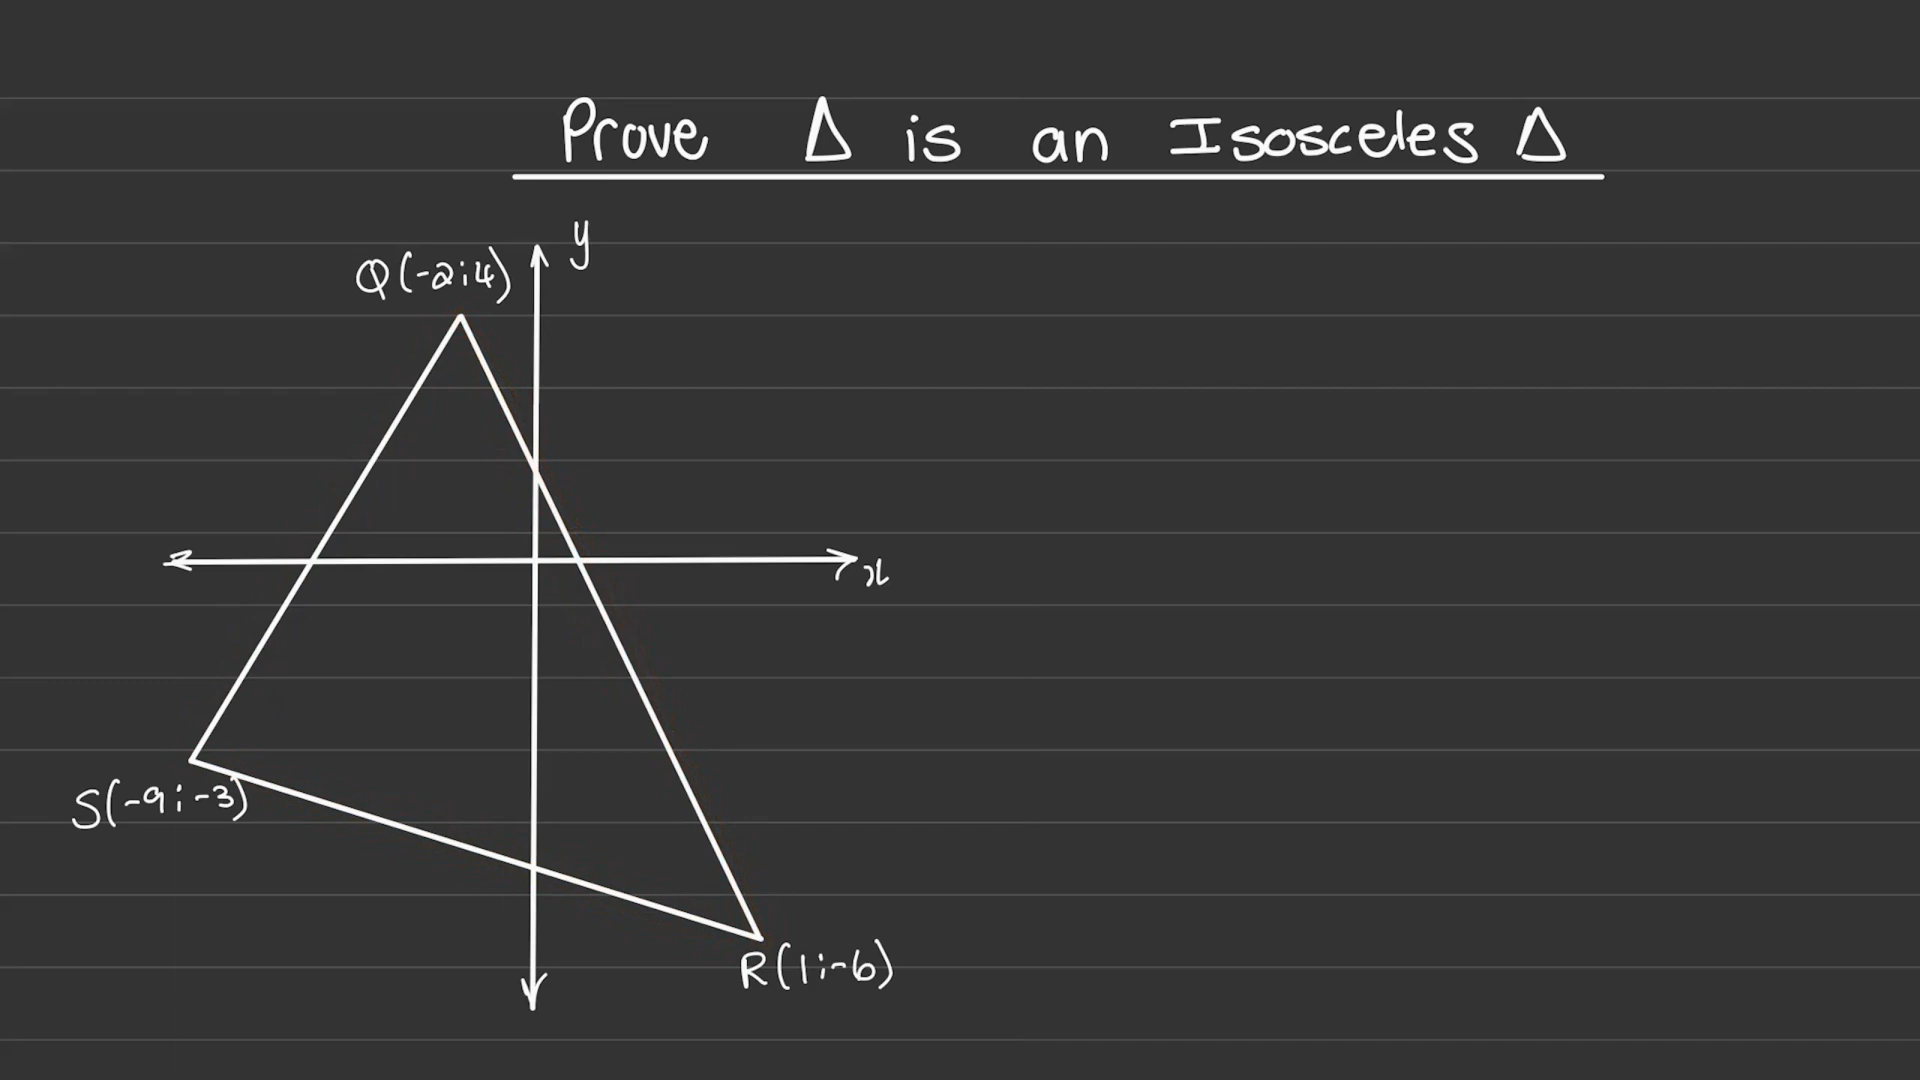 Prove Δ is an Isosceles Δ
y
Q(-2;4)
x
S(-9;-3)
R(1;-6)